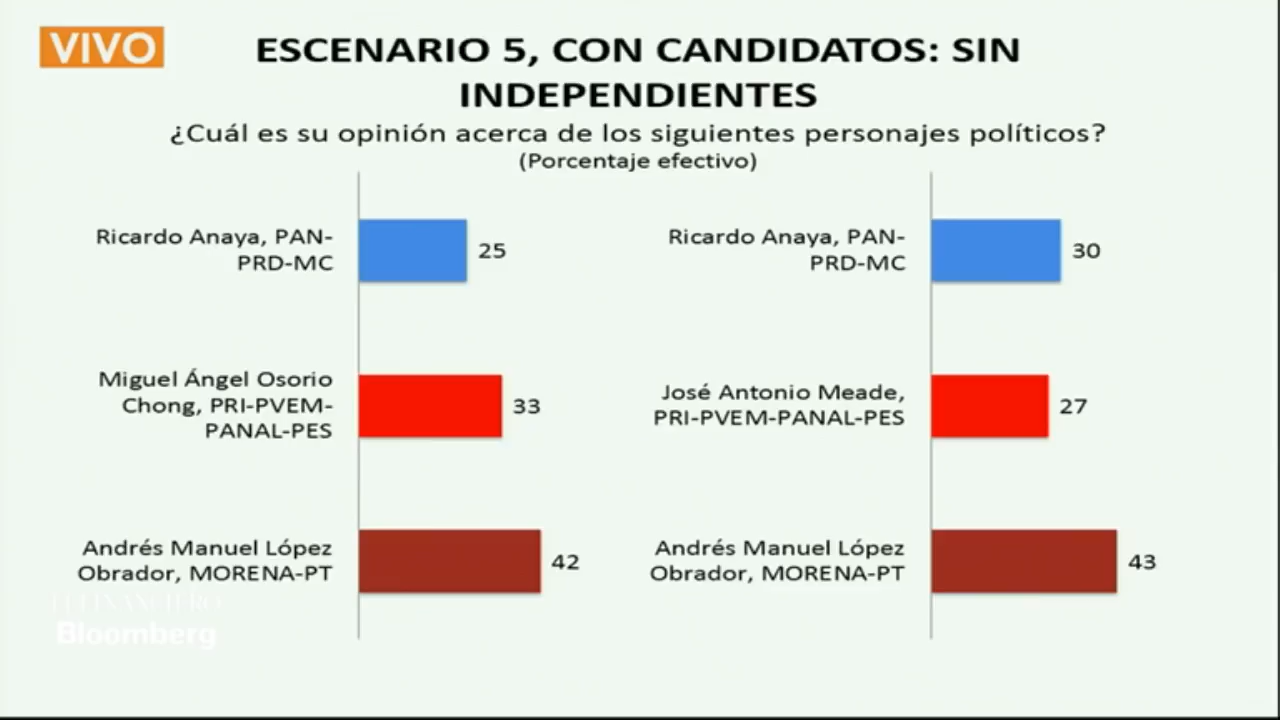 VIVO
ESCENARIO 5, CON CANDIDATOS: SIN
INDEPENDIENTES
¿Cuál es su opinión acerca de los siguientes personajes políticos?
(Porcentaje efectivo)
Ricardo Anaya, PAN-
PRD-MC
25
Miguel Ángel Osorio
Chong, PRI-PVEM-
PANAL-PES
33
Andrés Manuel López
Obrador, MORENA-PT
42
Ricardo Anaya, PAN-
PRD-MC
30
José Antonio Meade,
PRI-PVEM-PANAL-PES
27
Andrés Manuel López
Obrador, MORENA-PT
43
EL FINANCIERO
Bloomberg